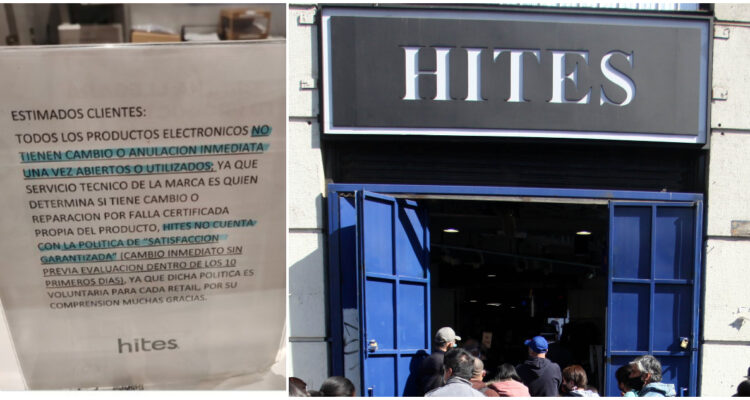 ESTIMADOS CLIENTES:
TODOS LOS PRODUCTOS ELECTRONICOS NO
TIENEN CAMBIO O ANULACION INMEDIATA
UNA VEZ ABIERTOS O UTILIZADOS; YA QUE
SERVICIO TECNICO DE LA MARCA ES QUIEN
DETERMINA SI TIENE CAMBIO O
REPARACION POR FALLA CERTIFICADA
PROPIA DEL PRODUCTO, HITES NO CUENTA
CON LA POLITICA DE "SATISFACCION
GARANTIZADA" (CAMBIO INMEDIATO SIN
PREVIA EVALUACION DENTRO DE LOS 10
PRIMEROS DIAS), YA QUE DICHA POLITICA ES
VOLUNTARIA PARA CADA RETAIL, POR SU
COMPRENSION MUCHAS GRACIAS.
hites
HITES